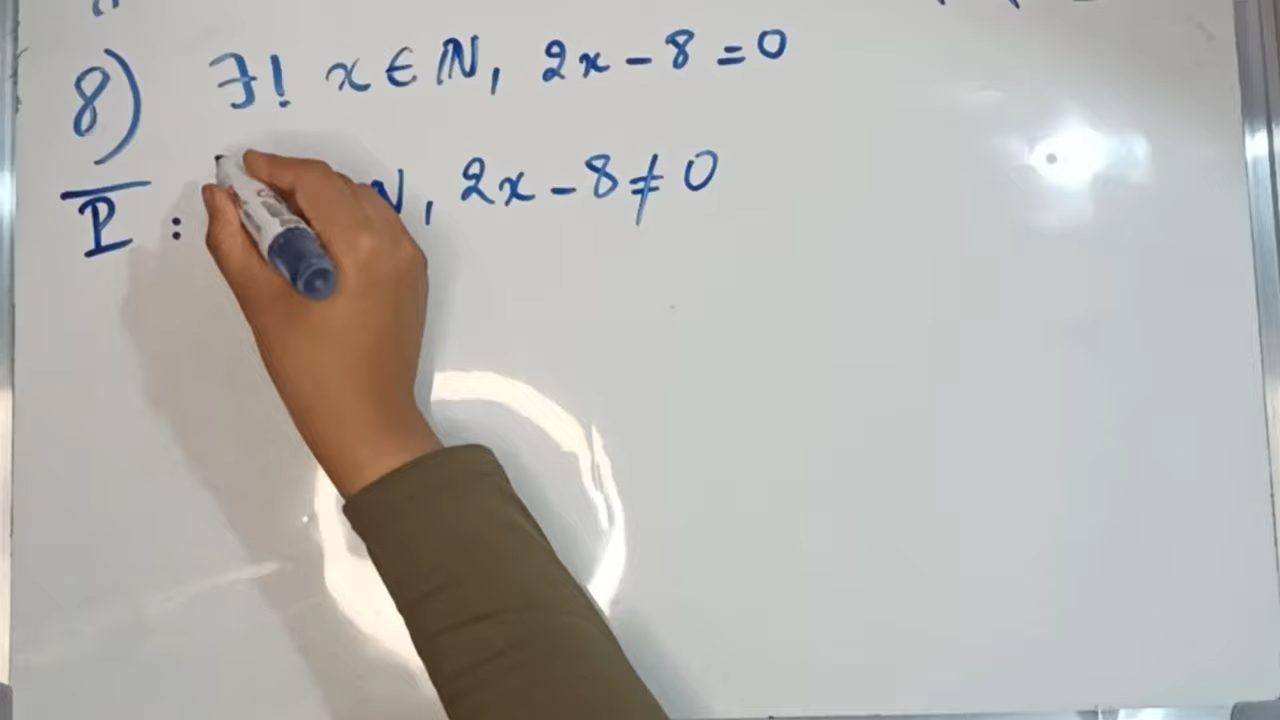 8) ∃! x ∈ ℕ, 2x - 8 = 0
P̅ : ℕ, 2x - 8 ≠ 0